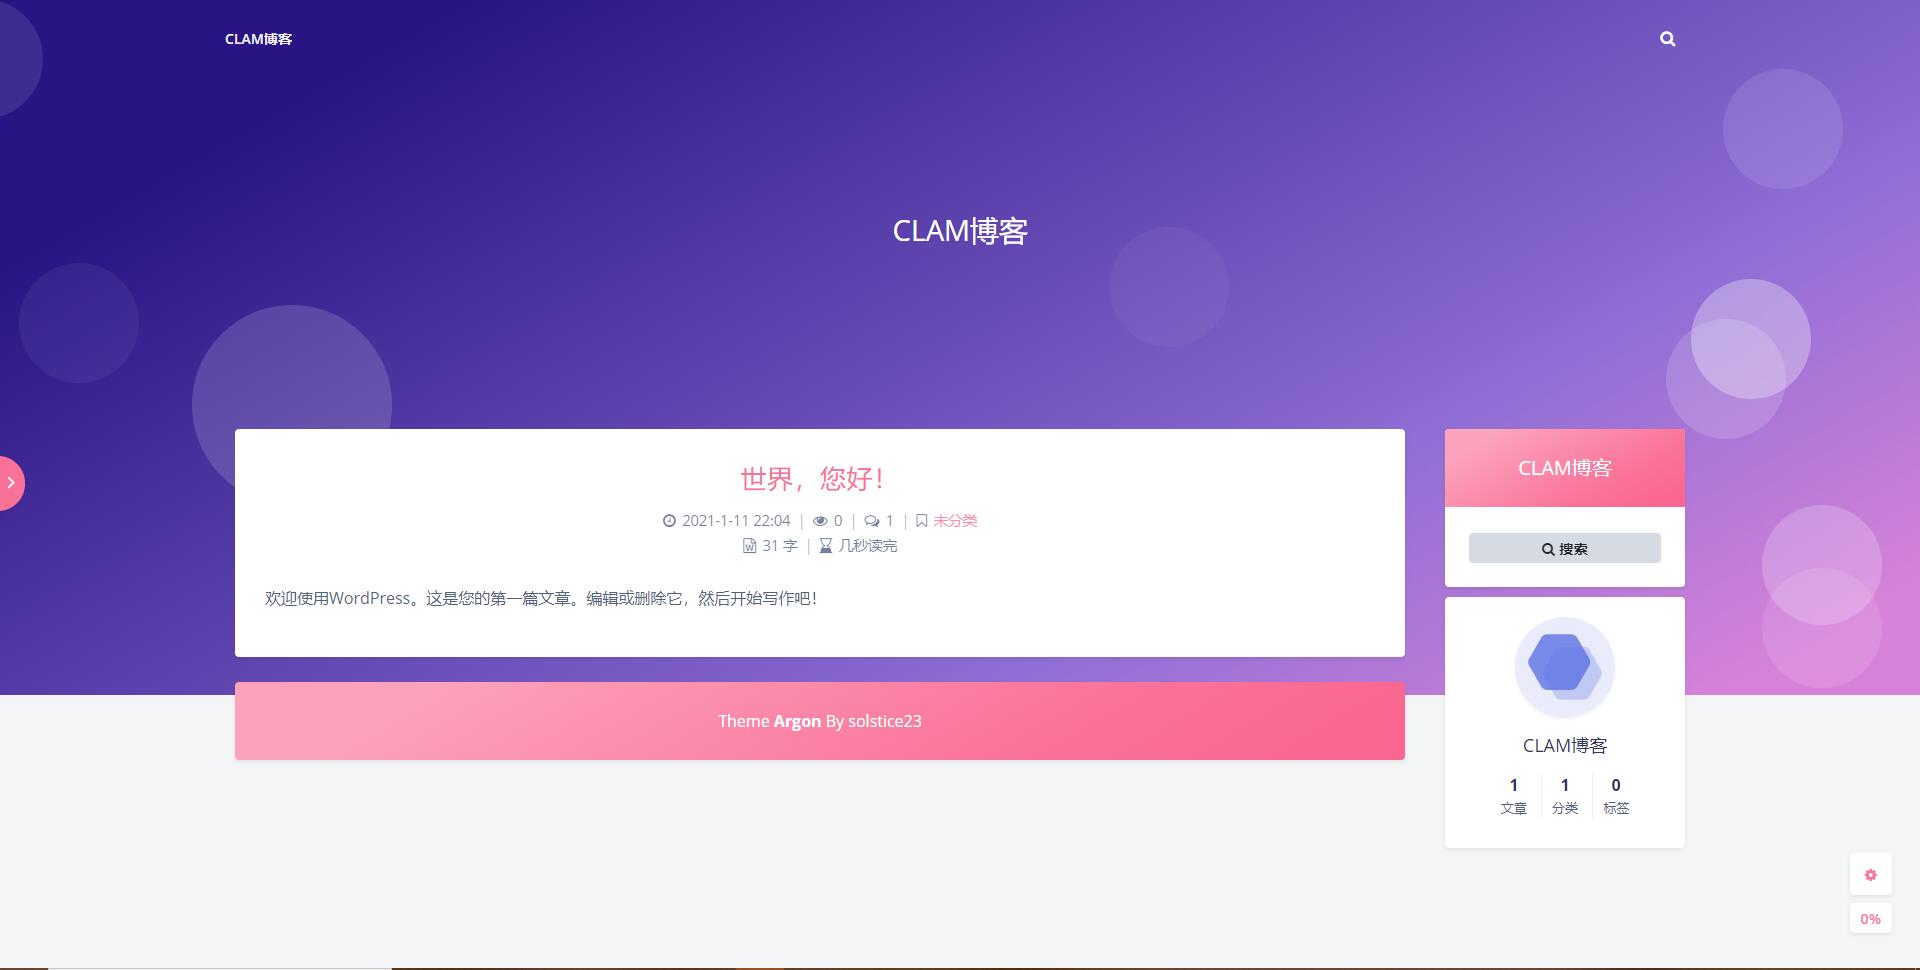 CLAM博客
CLAM博客
世界，您好！
2021-1-11 22:04 | 0 | 1 | 未分类
31 字 | 几秒读完
欢迎使用WordPress。这是您的第一篇文章。编辑或删除它，然后开始写作吧！
Theme Argon By solstice23
CLAM博客
搜索
CLAM博客
1 1 0
文章 分类 标签
0%